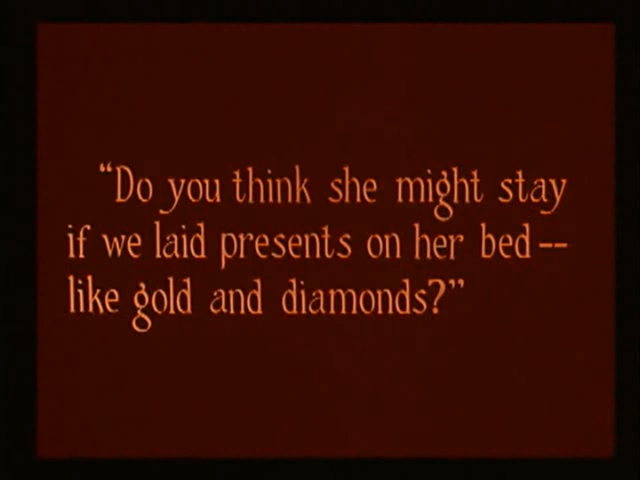 “Do you think she might stay
if we laid presents on her bed--
like gold and diamonds?”